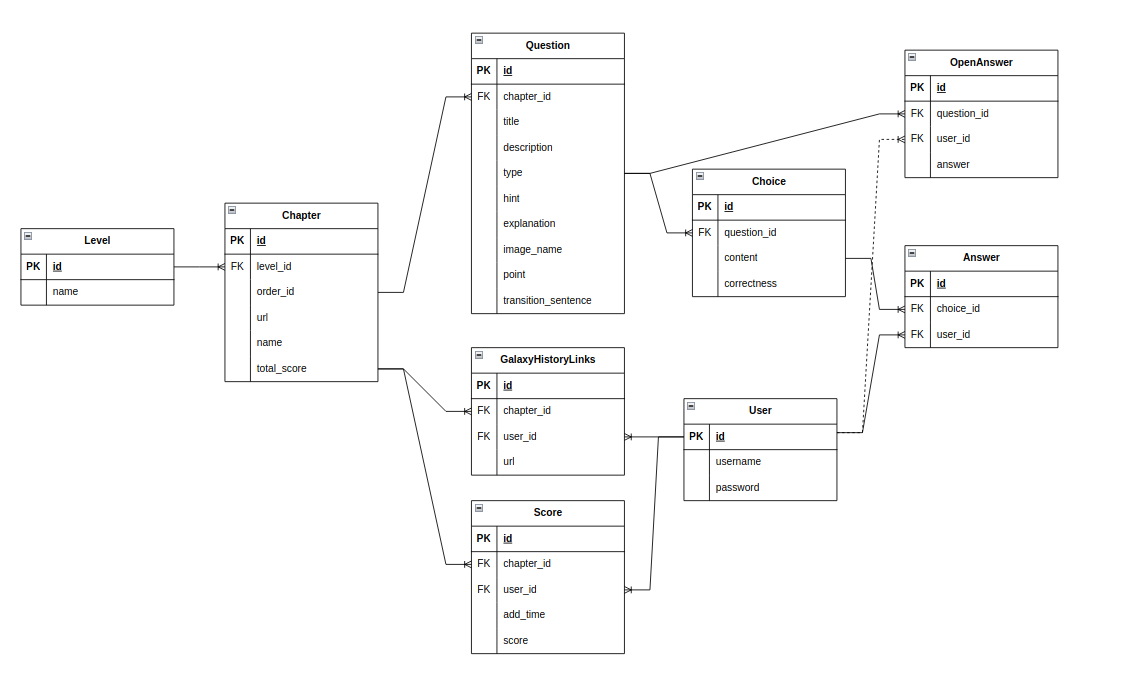 Level
PK id
name
Chapter
PK id
FK level_id
order_id
url
name
total_score
Question
PK id
FK chapter_id
title
description
type
hint
explanation
image_name
point
transition_sentence
GalaxyHistoryLinks
PK id
FK chapter_id
FK user_id
url
Score
PK id
FK chapter_id
FK user_id
add_time
score
Choice
PK id
FK question_id
content
correctness
User
PK id
username
password
OpenAnswer
PK id
FK question_id
FK user_id
answer
Answer
PK id
FK choice_id
FK user_id